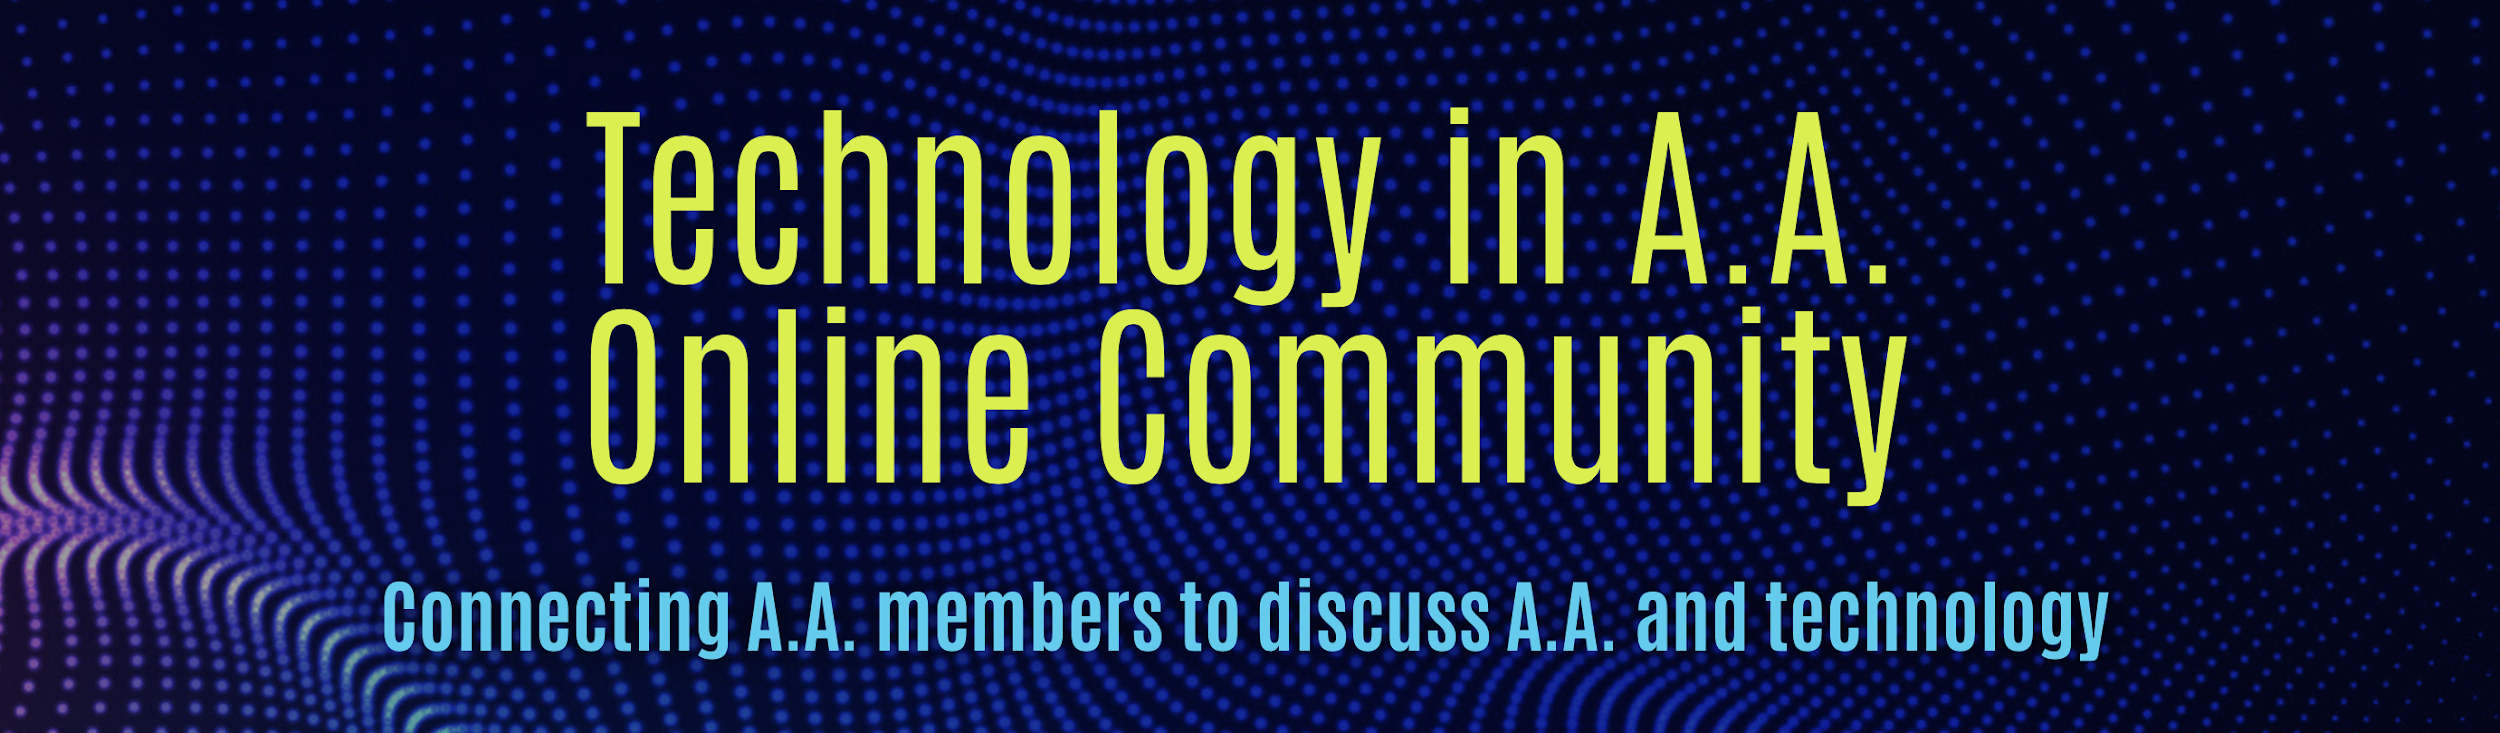 Technology in A.A.
Online Community
Connecting A.A. members to discuss A.A. and technology